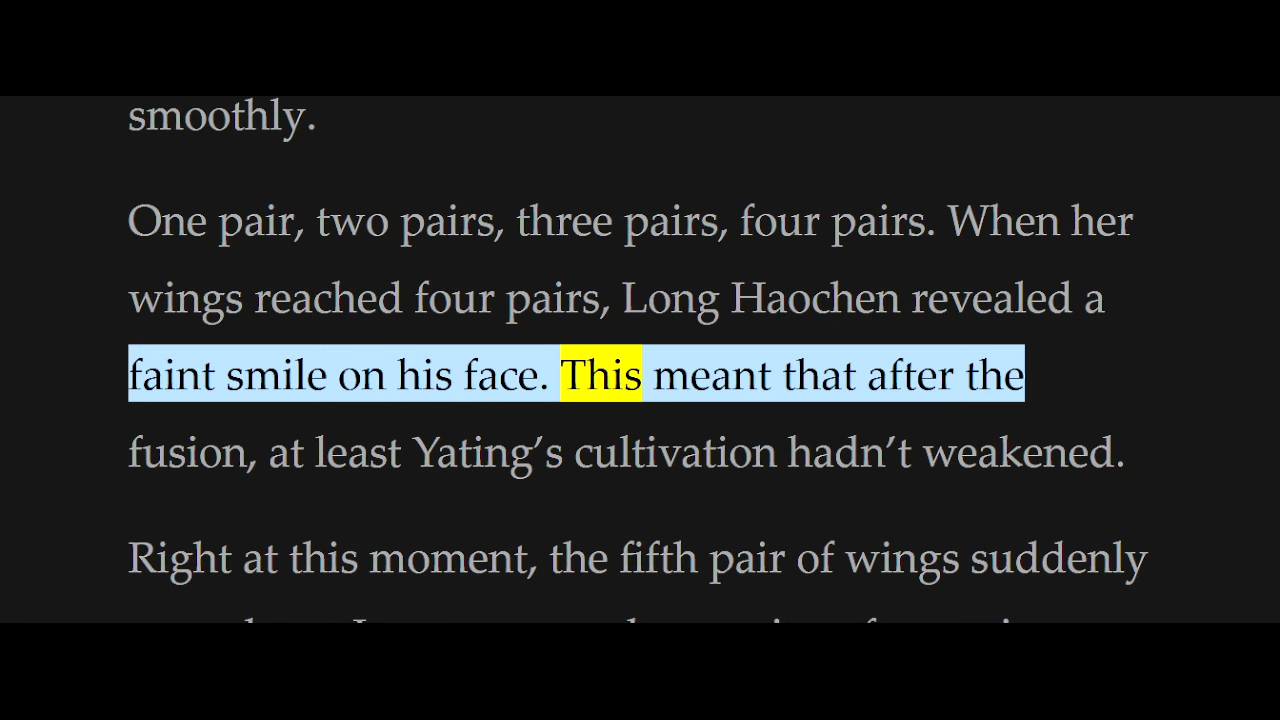 smoothly.
One pair, two pairs, three pairs, four pairs. When her
wings reached four pairs, Long Haochen revealed a
faint smile on his face. This meant that after the
fusion, at least Yating’s cultivation hadn’t weakened.
Right at this moment, the fifth pair of wings suddenly